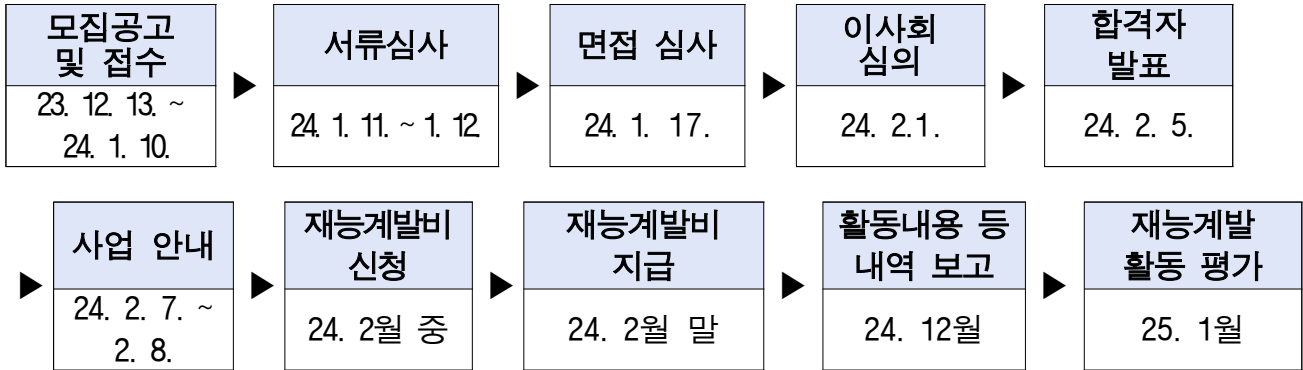 모집공고
및 접수
23. 12. 13. ~
24. 1. 10.
▶
서류심사
24. 1. 11. ~ 1. 12.
▶
면접 심사
24. 1. 17.
▶
이사회
심의
24. 2.1.
▶
합격자
발표
24. 2. 5.
▶
사업 안내
24. 2. 7. ~
2. 8.
▶
재능계발비
신청
24. 2월 중
▶
재능계발비
지급
24. 2월 말
▶
활동내용 등
내역 보고
24. 12월
▶
재능계발
활동 평가
25. 1월